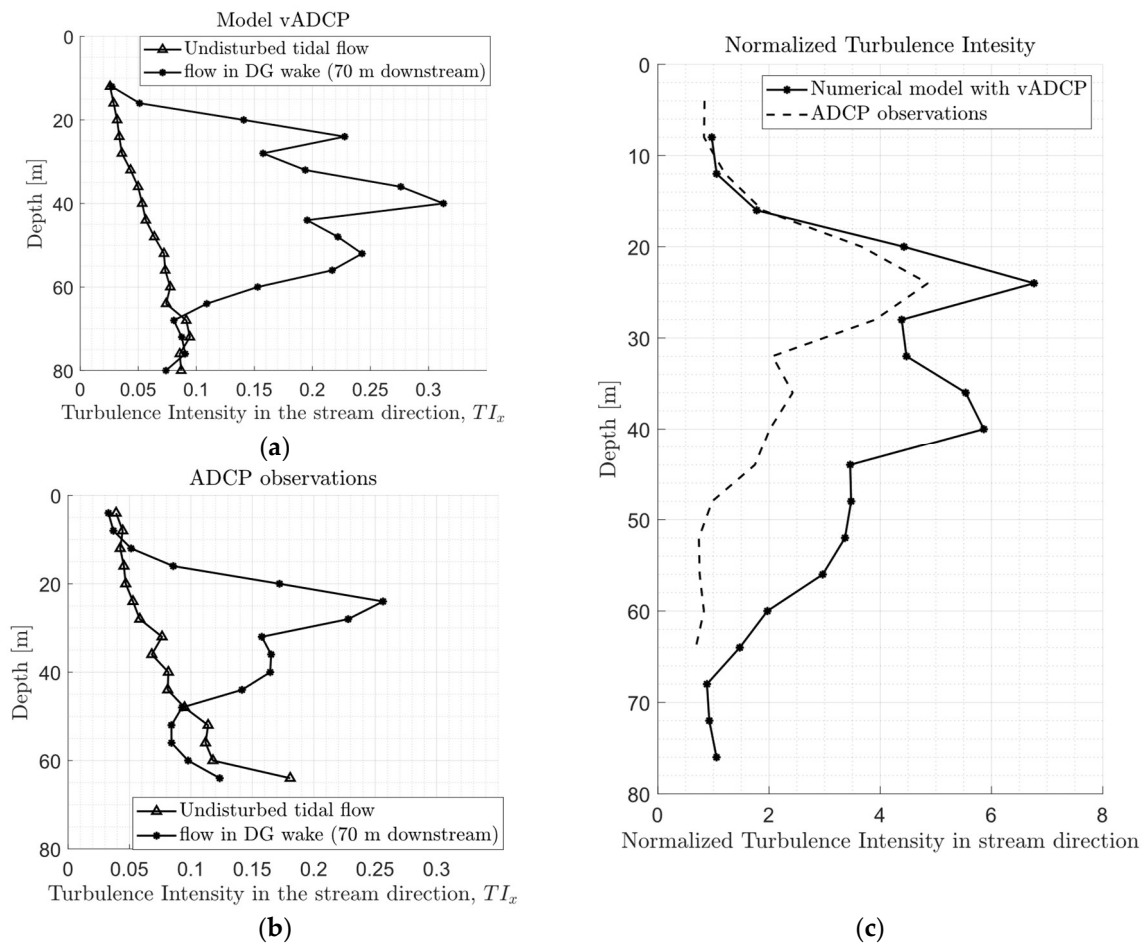 Model vADCP
0
20
40
60
80
Depth [m]
Undisturbed tidal flow
flow in DG wake (70 m downstream)
0 0.05 0.1 0.15 0.2 0.25 0.3
Turbulence Intensity in the stream direction, TIx
(a)
ADCP observations
0
20
40
60
80
Depth [m]
Undisturbed tidal flow
flow in DG wake (70 m downstream)
0 0.05 0.1 0.15 0.2 0.25 0.3
Turbulence Intensity in the stream direction, TIx
(b)
Normalized Turbulence Intesity
0
10
20
30
40
50
60
70
80
Depth [m]
Numerical model with vADCP
ADCP observations
0 2 4 6 8
Normalized Turbulence Intensity in stream direction
(c)